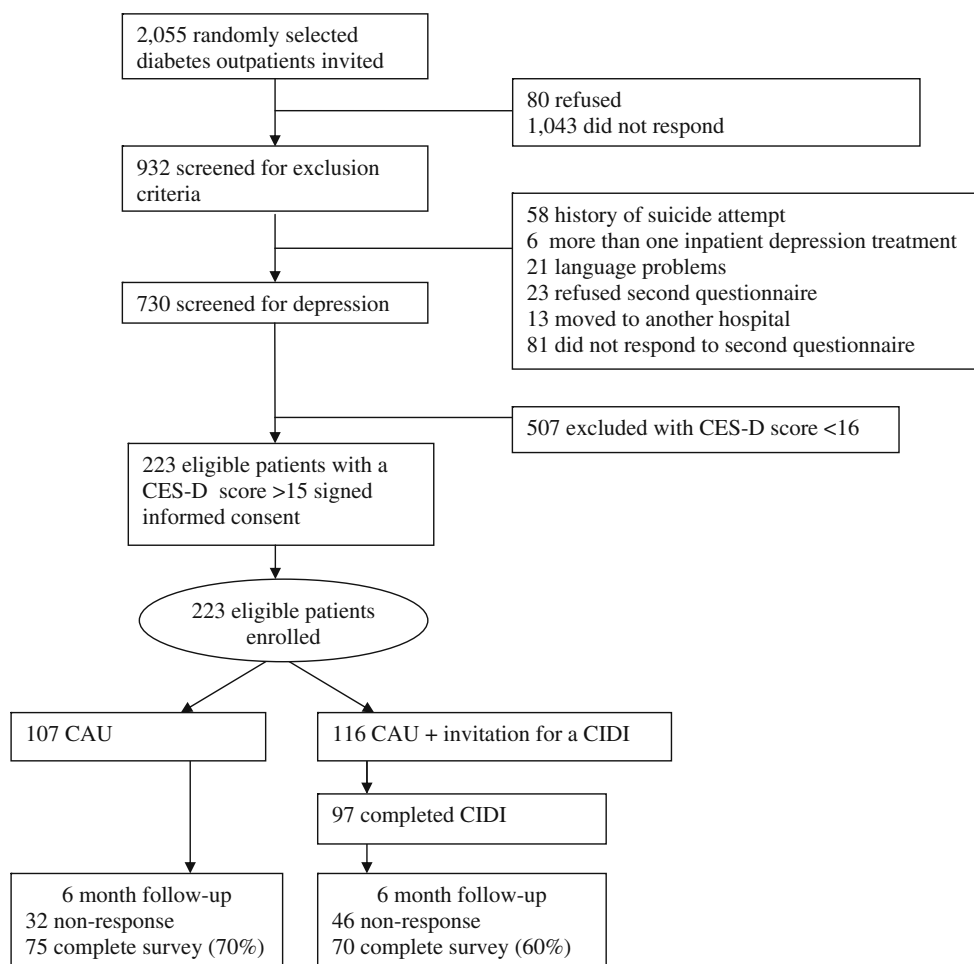 2,055 randomly selected
diabetes outpatients invited
80 refused
1,043 did not respond
932 screened for exclusion
criteria
58 history of suicide attempt
6 more than one inpatient depression treatment
21 language problems
23 refused second questionnaire
13 moved to another hospital
81 did not respond to second questionnaire
730 screened for depression
507 excluded with CES-D score <16
223 eligible patients with a
CES-D score >15 signed
informed consent
223 eligible patients
enrolled
107 CAU
116 CAU + invitation for a CIDI
97 completed CIDI
6 month follow-up
32 non-response
75 complete survey (70%)
6 month follow-up
46 non-response
70 complete survey (60%)